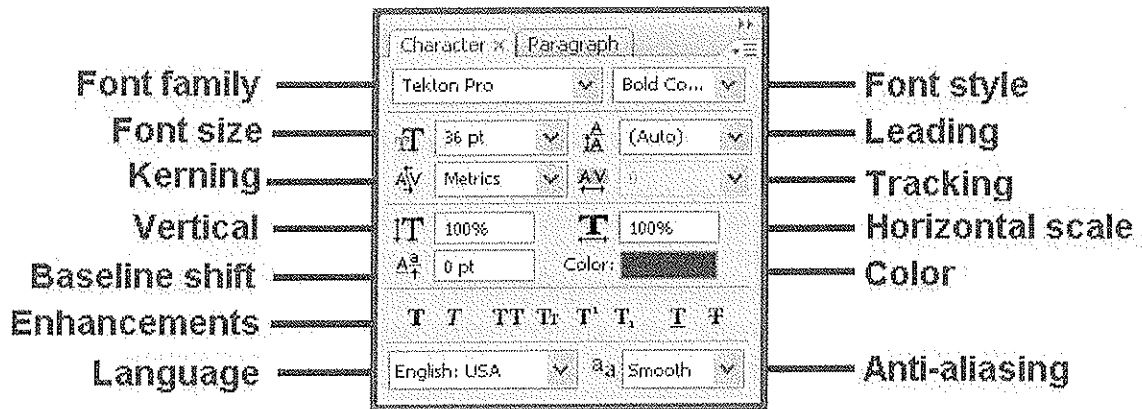 Character × Paragraph
Font family Tekton Pro Bold Co... Font style
Font size 36 pt (Auto) Leading
Kerning Metrics 0 Tracking
Vertical 100% 100% Horizontal scale
Baseline shift 0 pt Color: Color
Enhancements T T TT Tr T¹ T₁ T T
Language English: USA aa Smooth Anti-aliasing